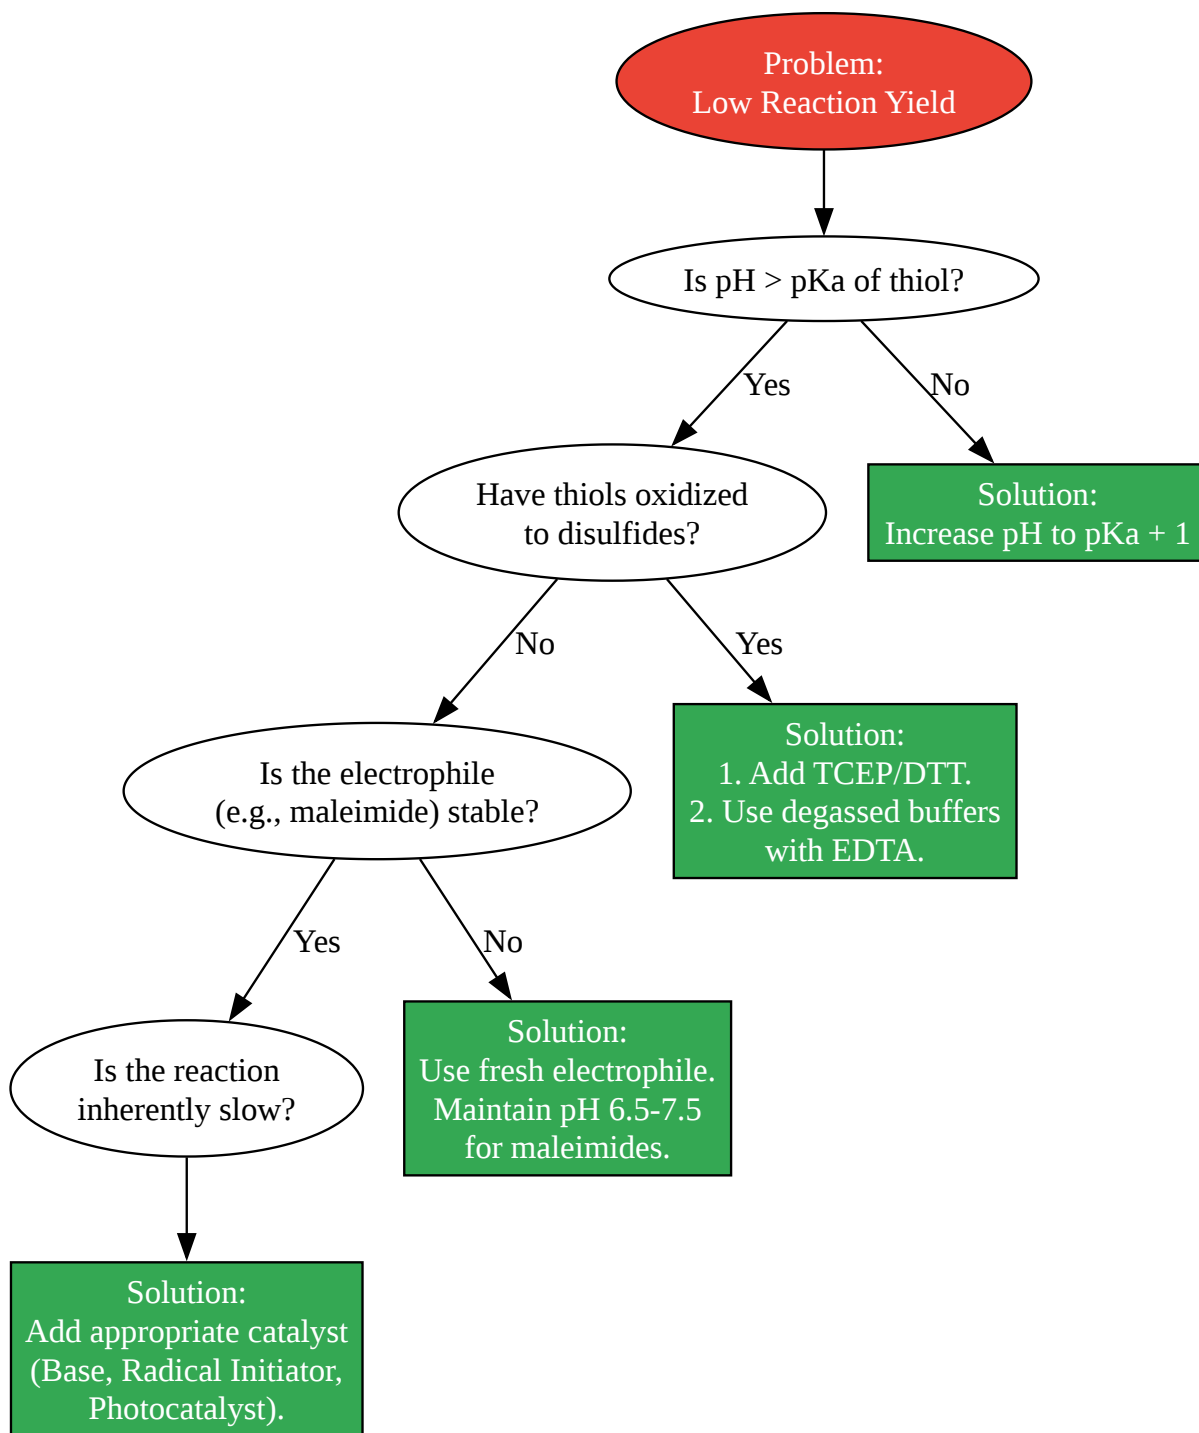 Problem:
Low Reaction Yield
Is pH > pKa of thiol?
Yes
No
Have thiols oxidized
to disulfides?
Solution:
Increase pH to pKa + 1
No
Yes
Is the electrophile
(e.g., maleimide) stable?
Solution:
1. Add TCEP/DTT.
2. Use degassed buffers
with EDTA.
Yes
No
Is the reaction
inherently slow?
Solution:
Use fresh electrophile.
Maintain pH 6.5-7.5
for maleimides.
Solution:
Add appropriate catalyst
(Base, Radical Initiator,
Photocatalyst).